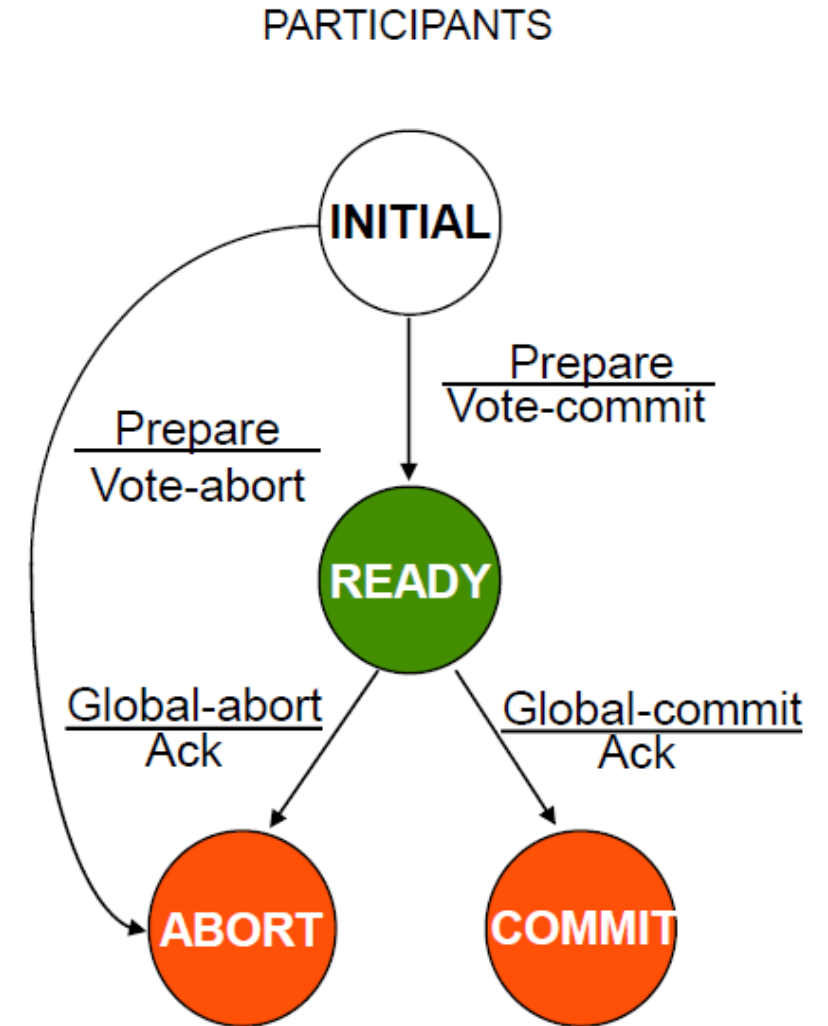 PARTICIPANTS
INITIAL
Prepare
Vote-commit
Prepare
Vote-abort
READY
Global-abort
Ack
Global-commit
Ack
ABORT
COMMIT